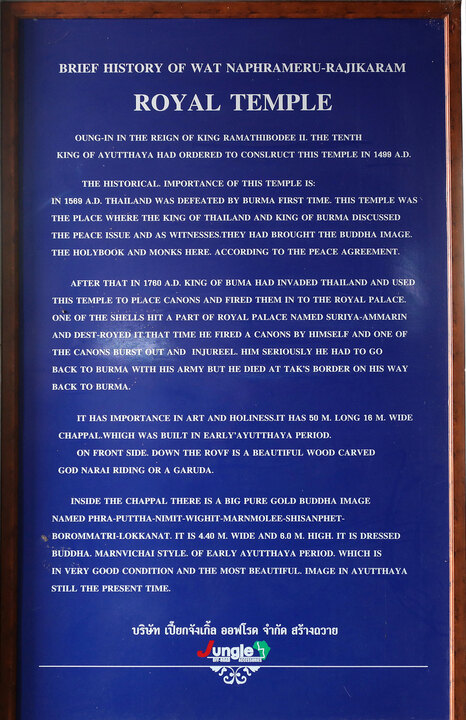 BRIEF HISTORY OF WAT NAPHRAMERU-RAJIKARAM
ROYAL TEMPLE
OUNG-IN IN THE REIGN OF KING RAMATHIBODEE II. THE TENTH
KING OF AYUTTHAYA HAD ORDERED TO CONSLRUCT THIS TEMPLE IN 1499 A.D.
THE HISTORICAL. IMPORTANCE OF THIS TEMPLE IS:
IN 1569 A.D. THAILAND WAS DEFEATED BY BURMA FIRST TIME. THIS TEMPLE WAS
THE PLACE WHERE THE KING OF THAILAND AND KING OF BURMA DISCUSSED
THE PEACE ISSUE AND AS WITNESSES.THEY HAD BROUGHT THE BUDDHA IMAGE.
THE HOLYBOOK AND MONKS HERE. ACCORDING TO THE PEACE AGREEMENT.
AFTER THAT IN 1760 A.D. KING OF BUMA HAD INVADED THAILAND AND USED
THIS TEMPLE TO PLACE CANONS AND FIRED THEM IN TO THE ROYAL PALACE.
ONE OF THE SHELLS HIT A PART OF ROYAL PALACE NAMED SURIYA-AMMARIN
AND DEST-ROYED IT.THAT TIME HE FIRED A CANONS BY HIMSELF AND ONE OF
THE CANONS BURST OUT AND INJUREEL. HIM SERIOUSLY HE HAD TO GO
BACK TO BURMA WITH HIS ARMY BUT HE DIED AT TAK'S BORDER ON HIS WAY
BACK TO BURMA.
IT HAS IMPORTANCE IN ART AND HOLINESS.IT HAS 50 M. LONG 16 M. WIDE
CHAPPAL.WHIGH WAS BUILT IN EARLY'AYUTTHAYA PERIOD.
ON FRONT SIDE. DOWN THE ROVF IS A BEAUTIFUL WOOD CARVED
GOD NARAI RIDING OR A GARUDA.
INSIDE THE CHAPPAL THERE IS A BIG PURE GOLD BUDDHA IMAGE
NAMED PHRA-PUTTHA-NIMIT-WIGHIT-MARNMOLEE-SHISANPHET-
BOROMMATRI-LOKKANAT. IT IS 4.40 M. WIDE AND 6.0 M. HIGH. IT IS DRESSED
BUDDHA. MARNVICHAI STYLE. OF EARLY AYUTTHAYA PERIOD. WHICH IS
IN VERY GOOD CONDITION AND THE MOST BEAUTIFUL. IMAGE IN AYUTTHAYA
STILL THE PRESENT TIME.
บริษัท เปี๊ยกจังเกิ้ล ออฟโรด จำกัด สร้างถวาย
Jungle
OFF-ROAD ACCESSORIES